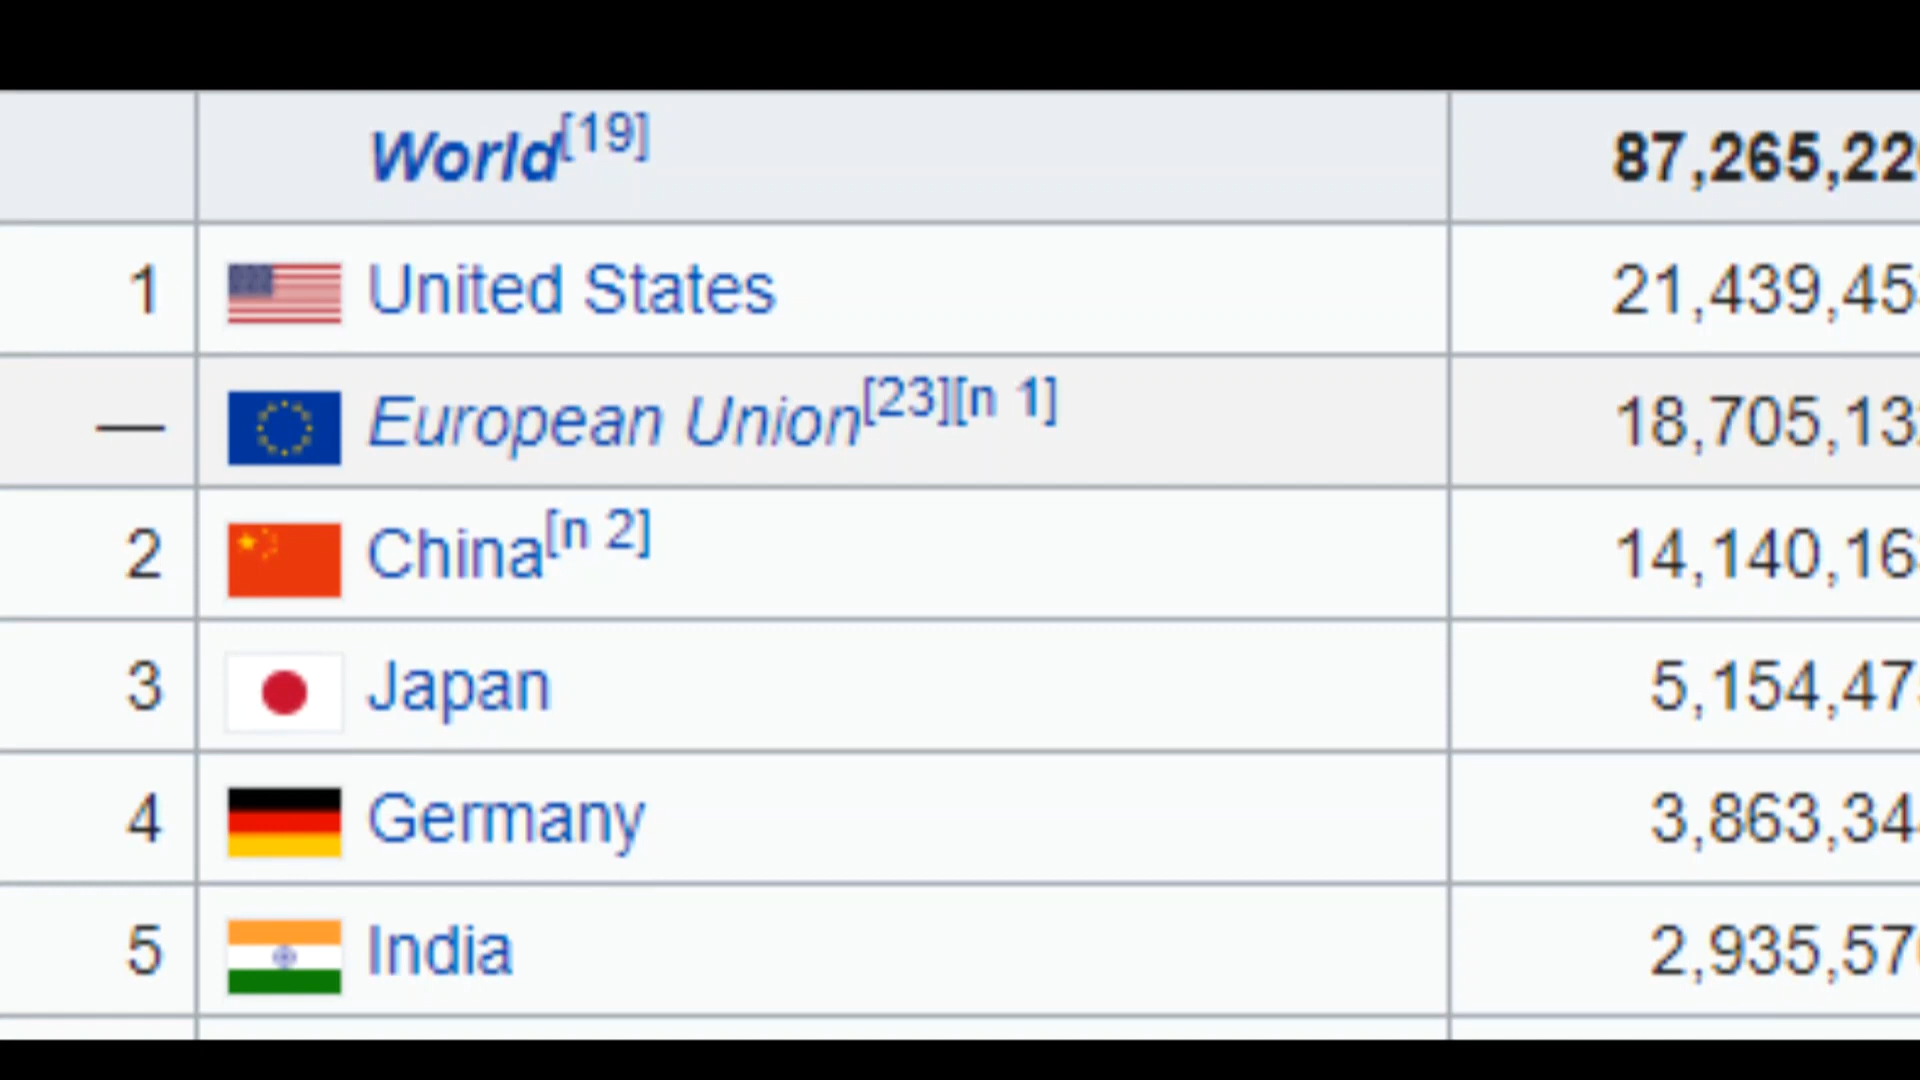 World[19] 87,265,22
1 United States 21,439,45
— European Union[23][n 1] 18,705,13
2 China[n 2] 14,140,16
3 Japan 5,154,47
4 Germany 3,863,34
5 India 2,935,57